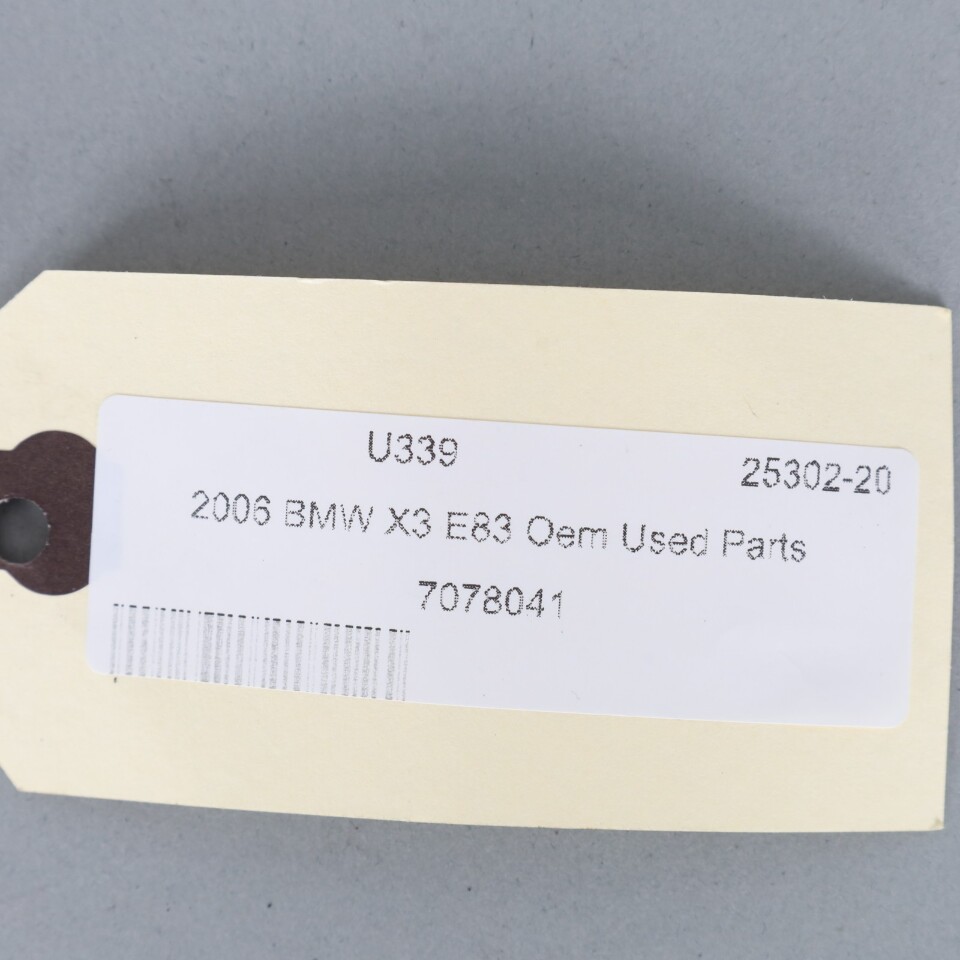 U339
25302-20
2006 BMW X3 E83 Oem Used Parts
7078041